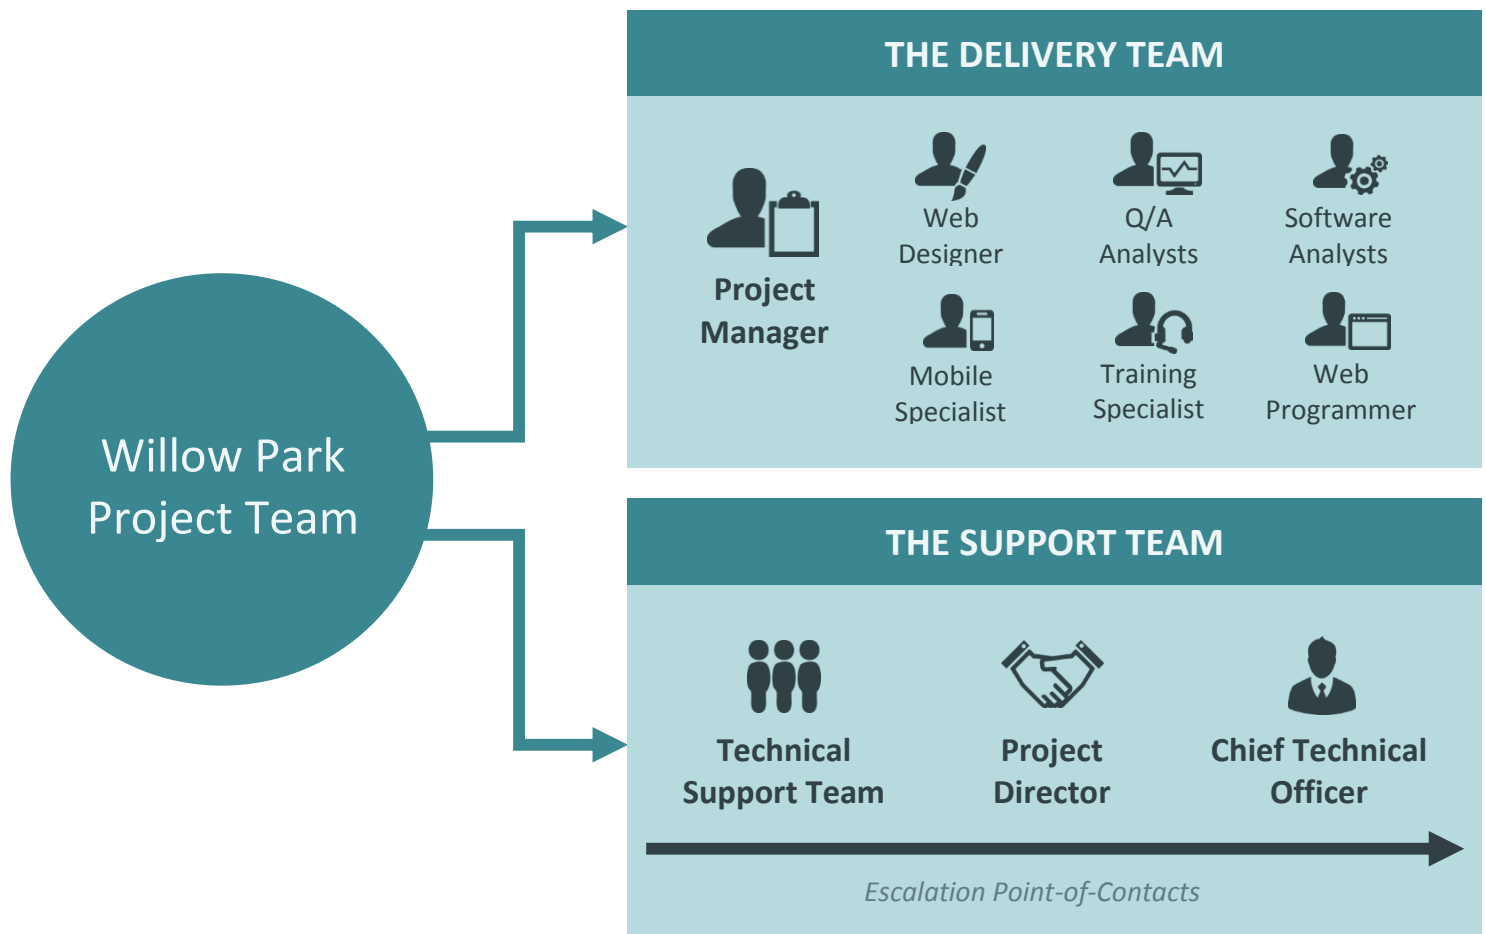 THE DELIVERY TEAM
Project
Manager
Web
Designer
Q/A
Analysts
Software
Analysts
Mobile
Specialist
Training
Specialist
Web
Programmer
Willow Park
Project Team
THE SUPPORT TEAM
Technical
Support Team
Project
Director
Chief Technical
Officer
Escalation Point-of-Contacts